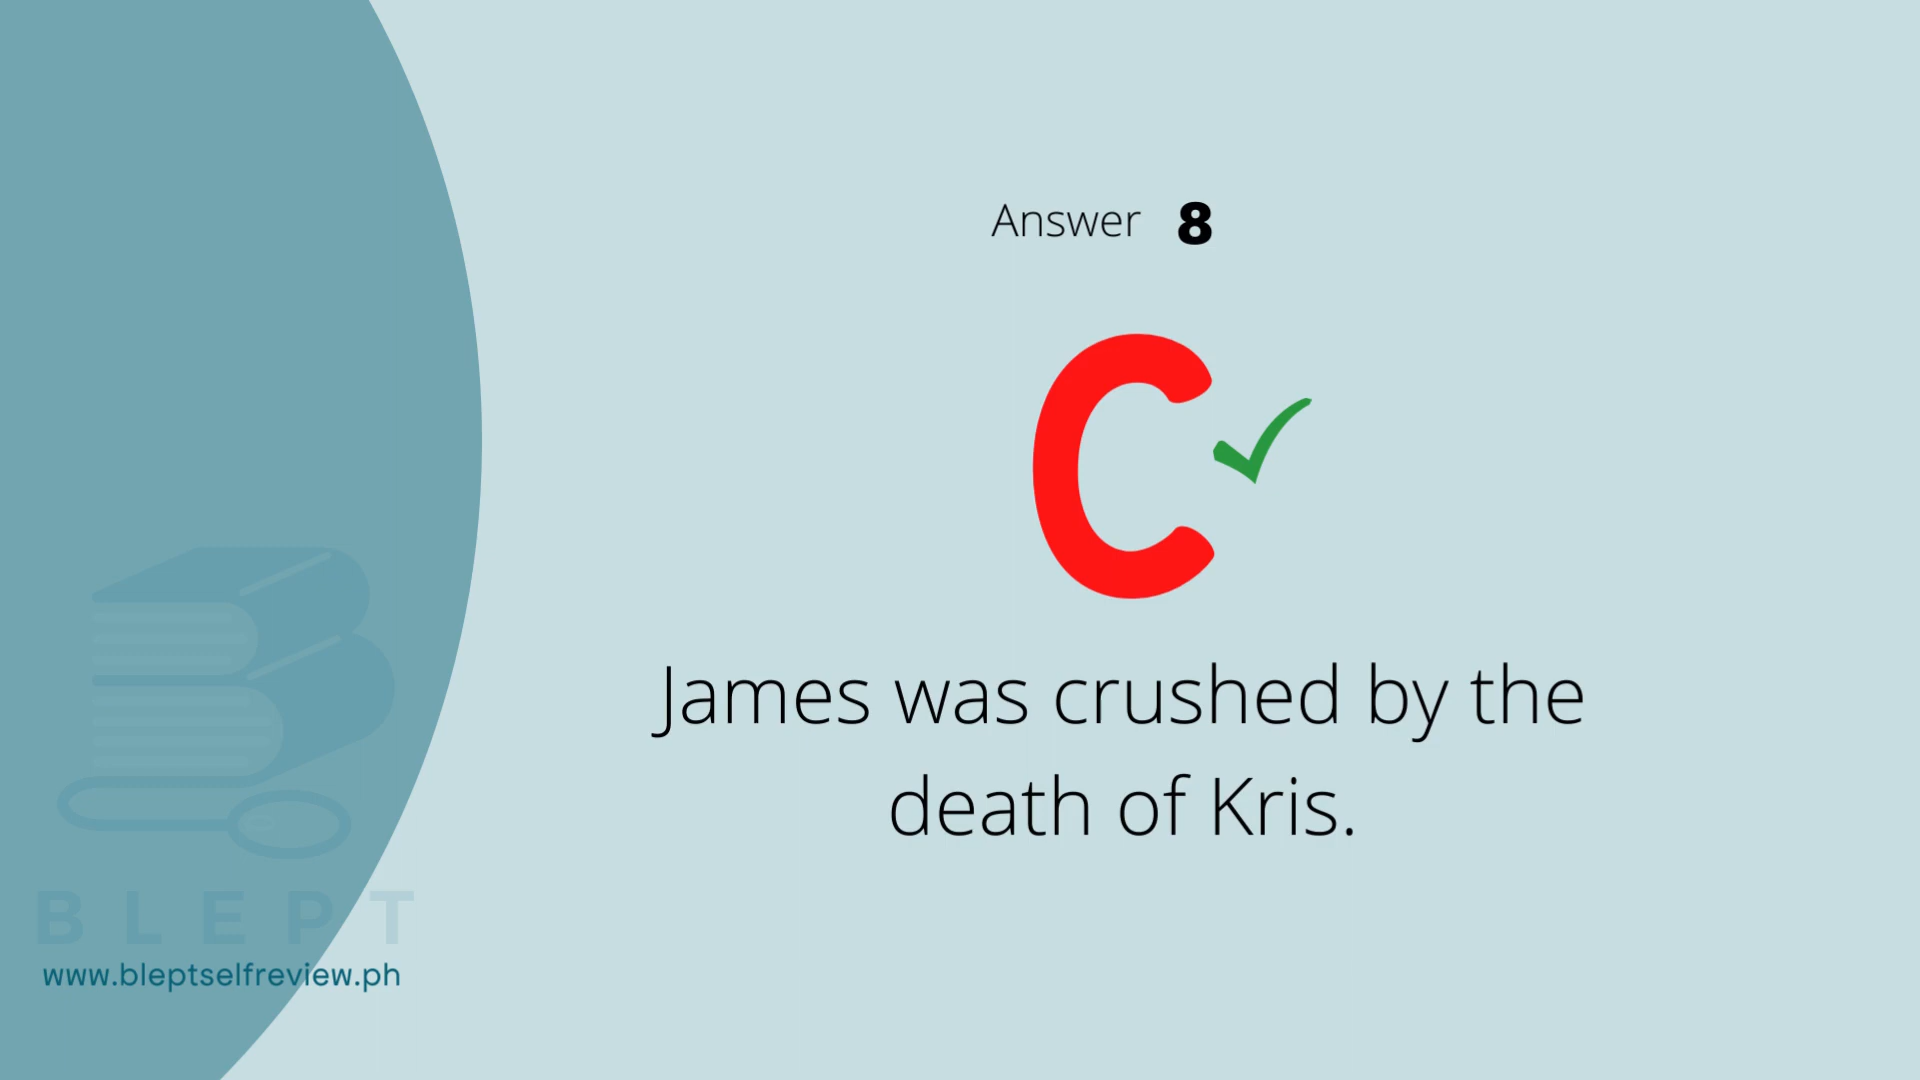 Answer 8
C
James was crushed by the
death of Kris.
BLEPT
www.bleptselfreview.ph